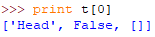 >>> print t[0]
['Head', False, []]